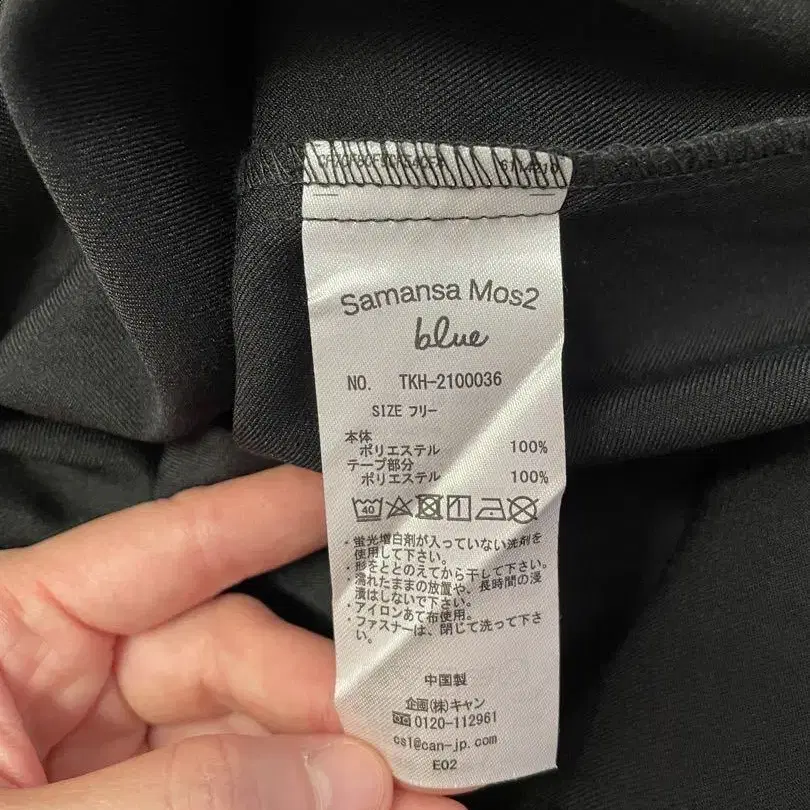 Samansa Mos2
blue
NO. TKH-2100036
SIZE フリー
本体
ポリエステル 100%
テープ部分
ポリエステル 100%
40
・蛍光増白剤が入っていない洗剤を
使用して下さい。
・形をととのえてから干して下さい。
・濡れたままの放置や、長時間の浸
漬はしないで下さい。
・アイロンあて布使用。
・ファスナーは、閉じて洗って下さ
い。
中国製
企画(株)キャン
0120-112961
cs1@can-jp.com
E02